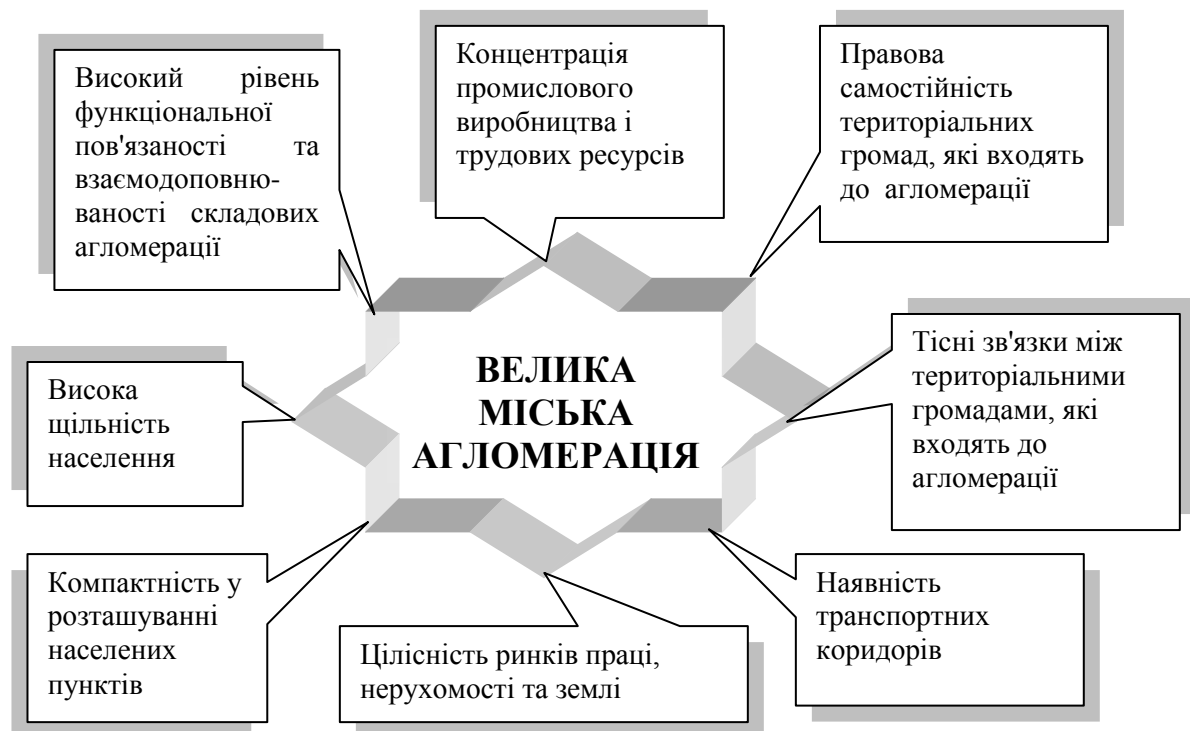 Високий рівень
функціональної
пов'язаності та
взаємодоповню-
ваності складових
агломерації
Концентрація
промислового
виробництва і
трудових ресурсів
Правова
самостійність
територіальних
громад, які входять
до агломерації
Висока
щільність
населення
ВЕЛИКА
МІСЬКА
АГЛОМЕРАЦІЯ
Тісні зв'язки між
територіальними
громадами, які
входять до
агломерації
Компактність у
розташуванні
населених
пунктів
Цілісність ринків праці,
нерухомості та землі
Наявність
транспортних
коридорів